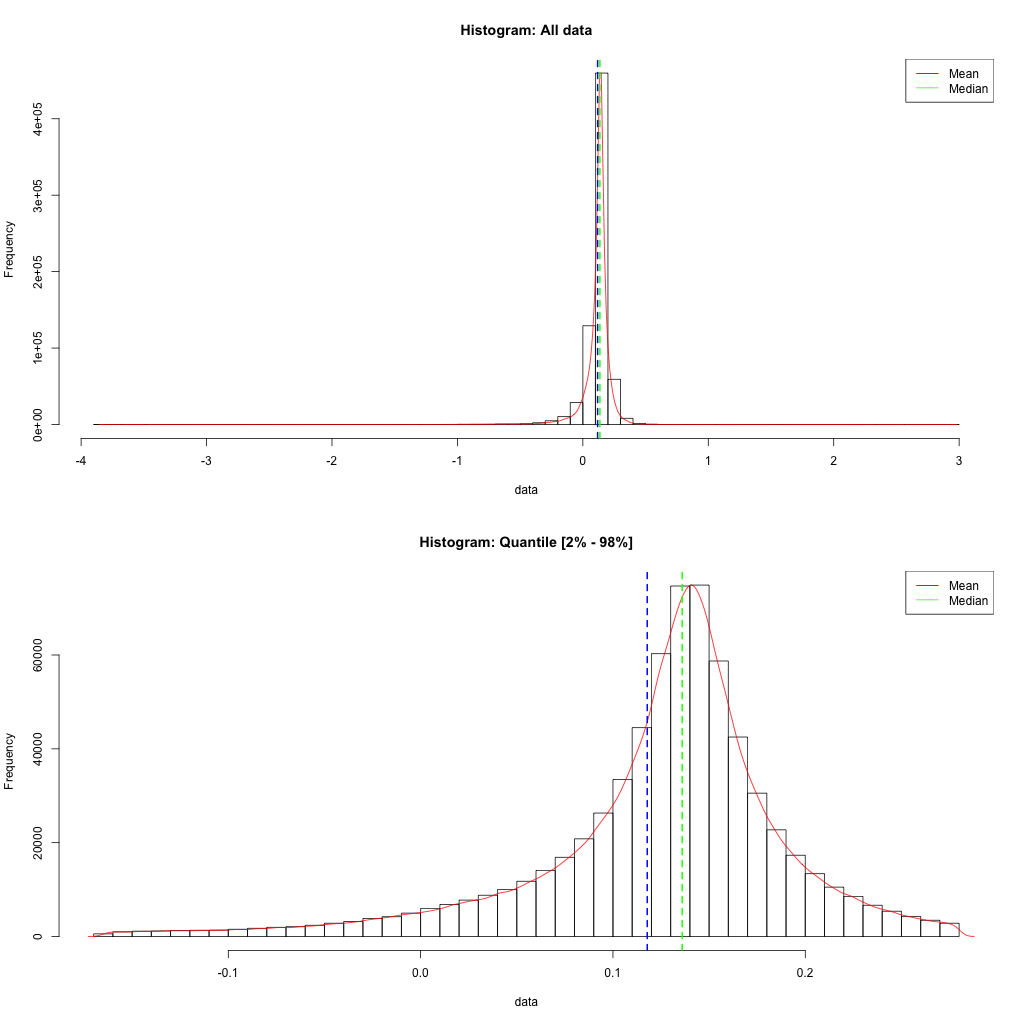 Histogram: All data
Mean
Median
Frequency
4e+05
3e+05
2e+05
1e+05
0e+00
-4 -3 -2 -1 0 1 2 3
data
Histogram: Quantile [2% - 98%]
Mean
Median
Frequency
60000
40000
20000
0
-0.1 0.0 0.1 0.2
data